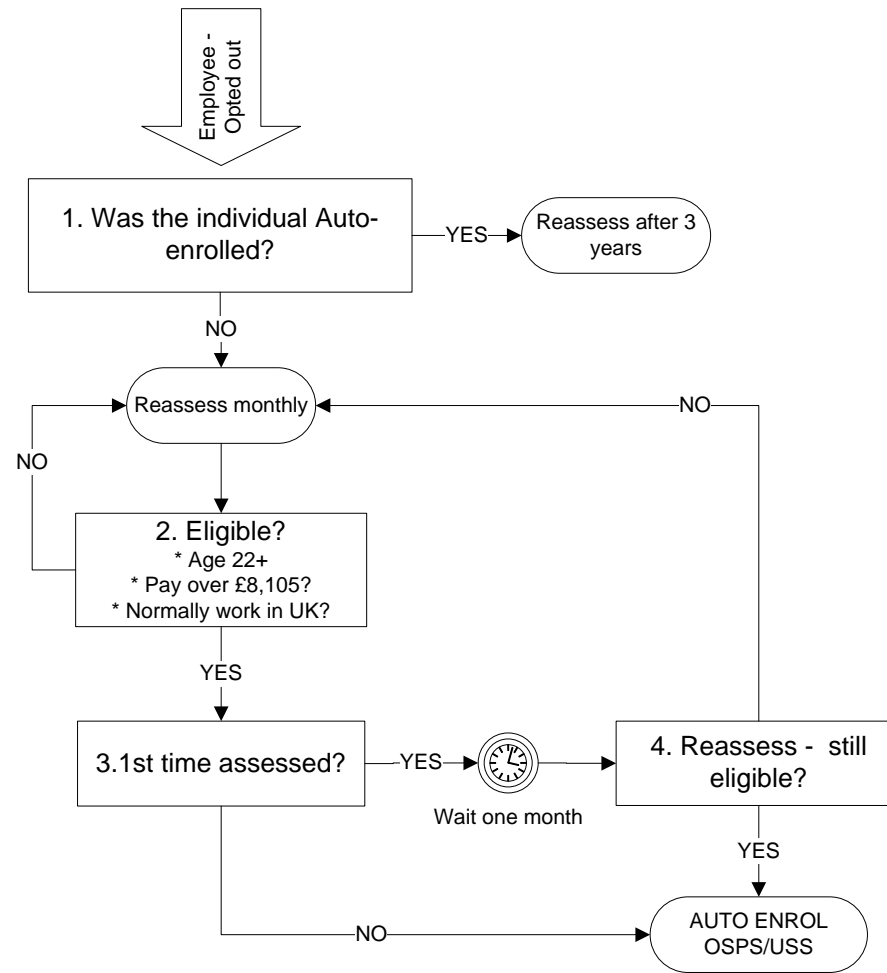 Employee -
Opted out
1. Was the individual Auto-
enrolled?
YES
Reassess after 3
years
NO
Reassess monthly
NO
NO
2. Eligible?
* Age 22+
* Pay over £8,105?
* Normally work in UK?
YES
3.1st time assessed?
YES
Wait one month
4. Reassess - still
eligible?
YES
NO
AUTO ENROL
OSPS/USS